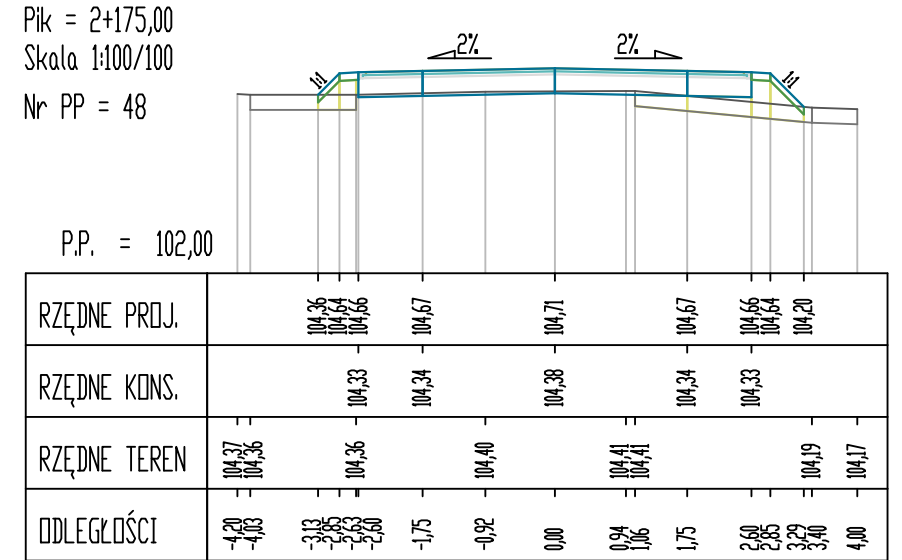 Pik = 2+175,00
Skala 1:100/100
Nr PP = 48
2% 2%
1:1 1:1
P.P. = 102,00
RZĘDNE PROJ. 104,36 104,64 104,66 104,67 104,71 104,67 104,66 104,64 104,20
RZĘDNE KONS. 104,33 104,34 104,38 104,34 104,33
RZĘDNE TEREN 104,37 104,36 104,36 104,40 104,41 104,41 104,19 104,17
ODLEGŁOŚCI -4,20 -4,03 -3,13 -2,85 -2,63 -2,60 -1,75 -0,92 0,00 0,94 1,06 1,75 2,60 2,85 3,29 3,40 4,00